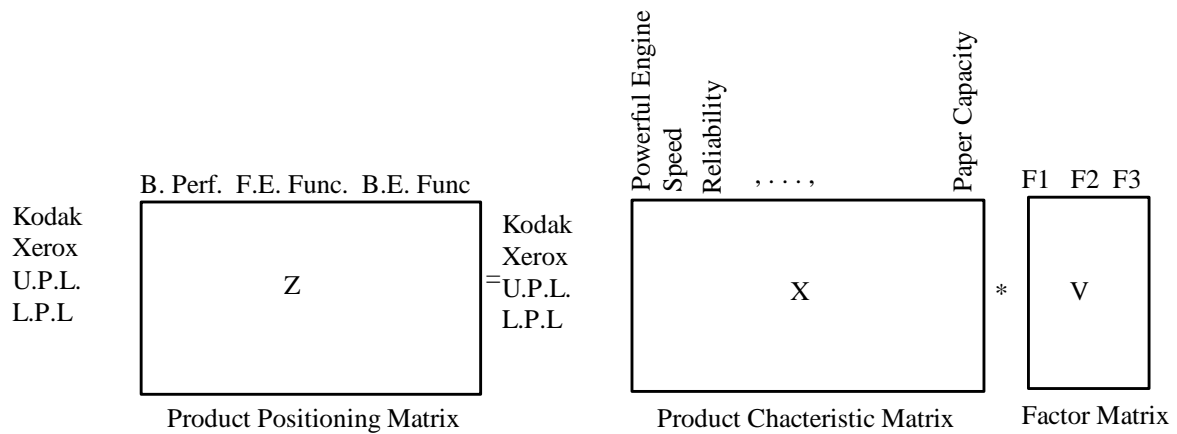 Powerful Engine
Speed
Reliability
, . . . ,
Paper Capacity
B. Perf. F.E. Func. B.E. Func
F1 F2 F3
Kodak
Xerox
U.P.L.
L.P.L
Z
=
Kodak
Xerox
U.P.L.
L.P.L
X
*
V
Product Positioning Matrix
Product Chacteristic Matrix
Factor Matrix